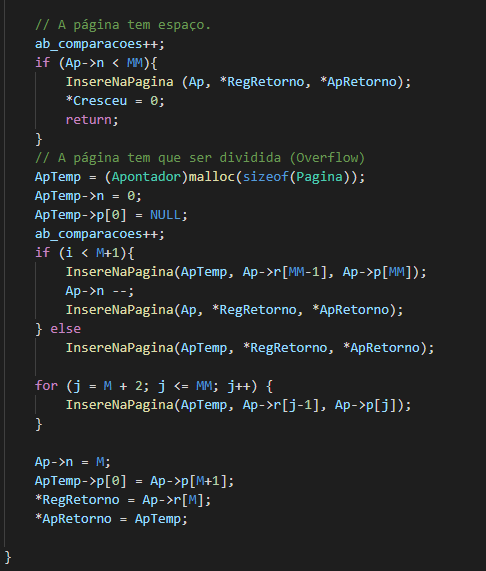 // A página tem espaço.
ab_comparacoes++;
if (Ap->n < MM){
InsereNaPagina (Ap, *RegRetorno, *ApRetorno);
*Cresceu = 0;
return;
}
// A página tem que ser dividida (Overflow)
ApTemp = (Apontador)malloc(sizeof(Pagina));
ApTemp->n = 0;
ApTemp->p[0] = NULL;
ab_comparacoes++;
if (i < M+1){
InsereNaPagina(ApTemp, Ap->r[MM-1], Ap->p[MM]);
Ap->n --;
InsereNaPagina(Ap, *RegRetorno, *ApRetorno);
} else
InsereNaPagina(ApTemp, *RegRetorno, *ApRetorno);
for (j = M + 2; j <= MM; j++) {
InsereNaPagina(ApTemp, Ap->r[j-1], Ap->p[j]);
}
Ap->n = M;
ApTemp->p[0] = Ap->p[M+1];
*RegRetorno = Ap->r[M];
*ApRetorno = ApTemp;
}